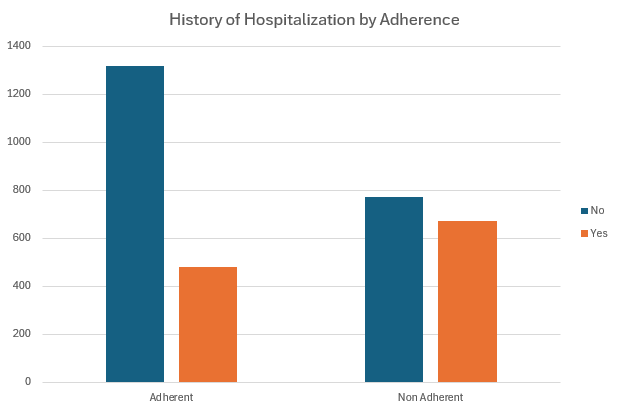 History of Hospitalization by Adherence
1400
1200
1000
800
600
400
200
0
Adherent
Non Adherent
No
Yes